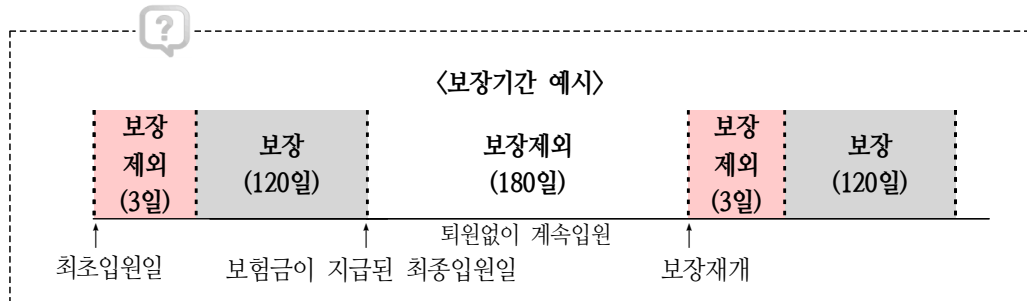 ?
〈보장기간 예시〉
보장
제외
(3일)
보장
(120일)
보장제외
(180일)
보장
제외
(3일)
보장
(120일)
퇴원없이 계속입원
최초입원일
보험금이 지급된 최종입원일
보장재개